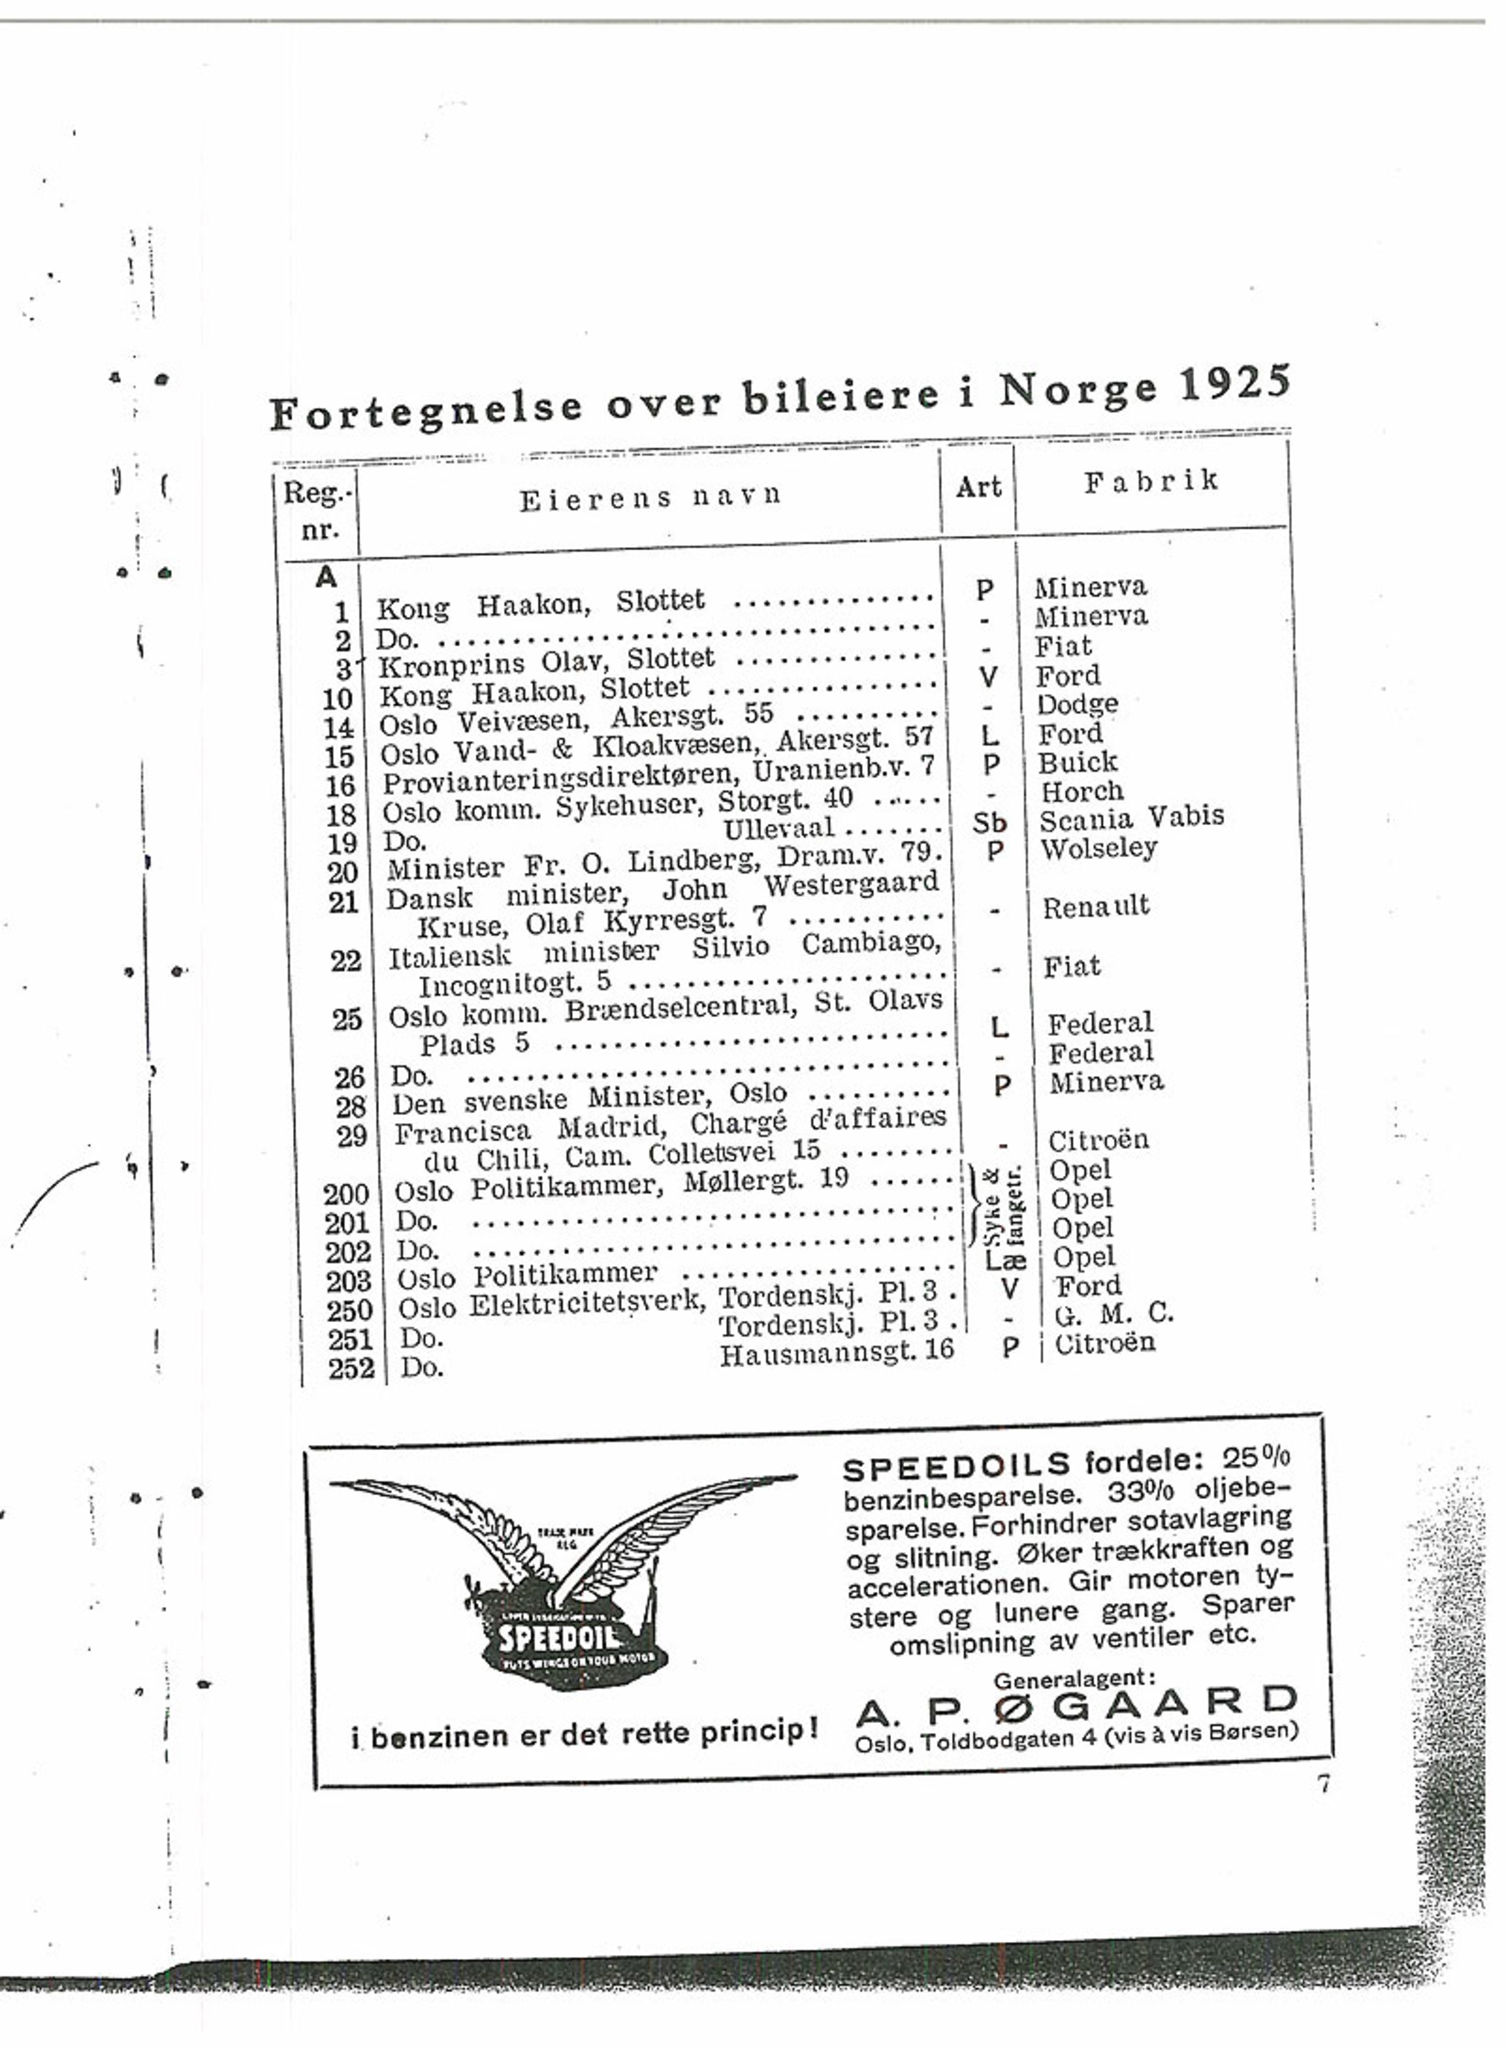 Fortegnelse over bileiere i Norge 1925
Reg.-nr. Eierens navn Art Fabrik
A
1 Kong Haakon, Slottet .............. P Minerva
2 Do. .................................. - Minerva
3 Kronprins Olav, Slottet .............. - Fiat
10 Kong Haakon, Slottet ................ V Ford
14 Oslo Veivæsen, Akersgt. 55 .......... - Dodge
15 Oslo Vand- & Kloakvæsen, Akersgt. 57 L Ford
16 Provianteringsdirektøren, Uranienb.v. 7 P Buick
18 Oslo komm. Sykehuser, Storgt. 40 ..... - Horch
19 Do. Ullevaal ....... Sb Scania Vabis
20 Minister Fr. O. Lindberg, Dram.v. 79. P Wolseley
21 Dansk minister, John Westergaard
Kruse, Olaf Kyrresgt. 7 ........... - Renault
22 Italiensk minister Silvio Cambiago,
Incognitogt. 5 ...................... - Fiat
25 Oslo komm. Brændselcentral, St. Olavs
Plads 5 ........................... L Federal
26 Do. ................................ - Federal
28 Den svenske Minister, Oslo .......... P Minerva
29 Francisca Madrid, Chargé d'affaires
du Chili, Cam. Colletsvei 15 ........ - Citroën
200 Oslo Politikammer, Møllergt. 19 ...... Syke & fangetr. Opel
201 Do. ................................ Opel
202 Do. ................................ Opel
203 Oslo Politikammer ................... Læ Opel
250 Oslo Elektricitetsverk, Tordenskj. Pl. 3 . V Ford
251 Do. Tordenskj. Pl. 3 . - G. M. C.
252 Do. Hausmannsgt. 16 P Citroën
TRADE MARK
RLG
SPEEDOIL
PUTS WINGS ON YOUR MOTOR
i benzinen er det rette princip!
SPEEDOILS fordele: 25%
benzinbesparelse. 33% oljebe-
sparelse. Forhindrer sotavlagring
og slitning. Øker trækkraften og
accelerationen. Gir motoren ty-
stere og lunere gang. Sparer
omslipning av ventiler etc.
Generalagent:
A. P. ØGAARD
Oslo, Toldbodgaten 4 (vis à vis Børsen)
7